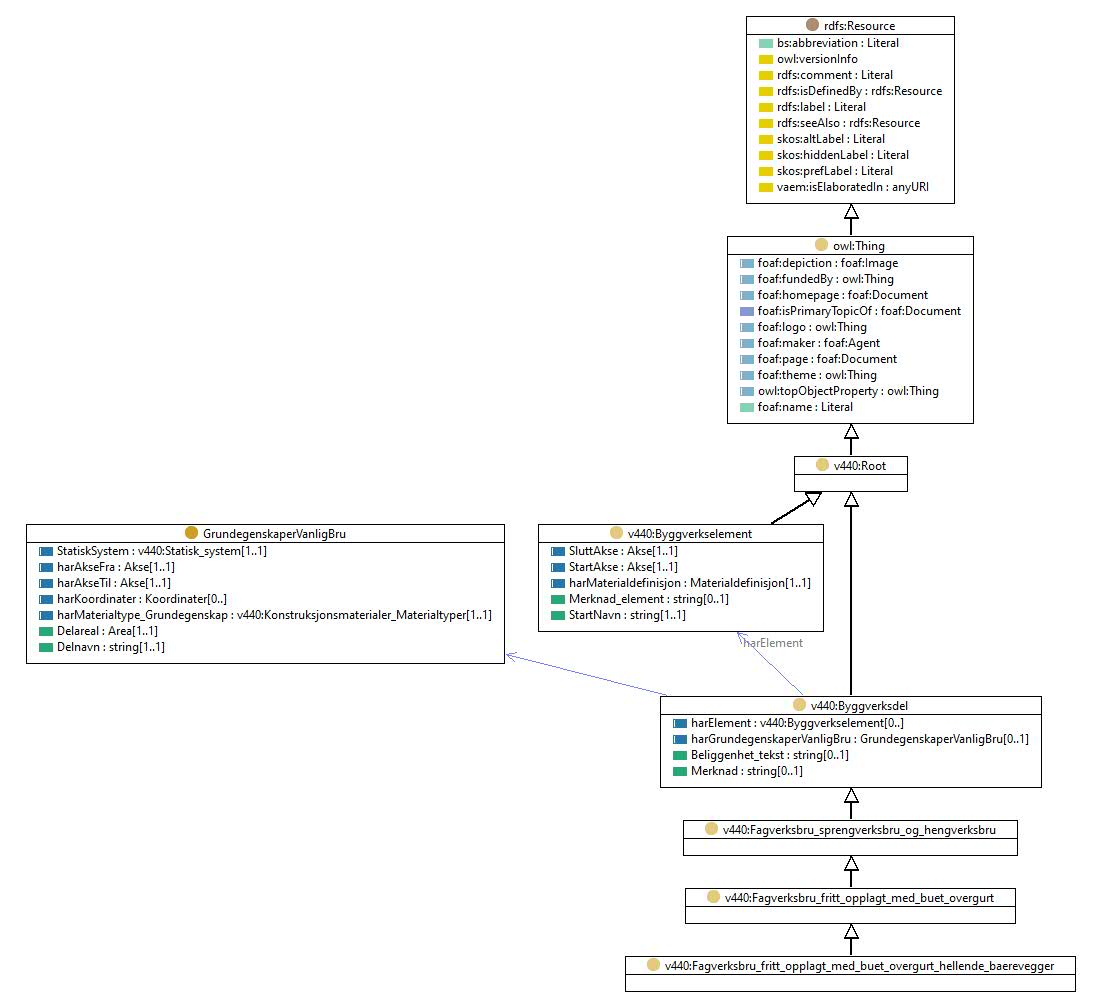 rdfs:Resource
bs:abbreviation : Literal
owl:versionInfo
rdfs:comment : Literal
rdfs:isDefinedBy : rdfs:Resource
rdfs:label : Literal
rdfs:seeAlso : rdfs:Resource
skos:altLabel : Literal
skos:hiddenLabel : Literal
skos:prefLabel : Literal
vaem:isElaboratedIn : anyURI
owl:Thing
foaf:depiction : foaf:Image
foaf:fundedBy : owl:Thing
foaf:homepage : foaf:Document
foaf:isPrimaryTopicOf : foaf:Document
foaf:logo : owl:Thing
foaf:maker : foaf:Agent
foaf:page : foaf:Document
foaf:theme : owl:Thing
owl:topObjectProperty : owl:Thing
foaf:name : Literal
v440:Root
GrundegenskaperVanligBru
StatiskSystem : v440:Statisk_system[1..1]
harAkseFra : Akse[1..1]
harAkseTil : Akse[1..1]
harKoordinater : Koordinater[0..]
harMaterialtype_Grundegenskap : v440:Konstruksjonsmaterialer_Materialtyper[1..1]
Delareal : Area[1..1]
Delnavn : string[1..1]
v440:Byggverkselement
SluttAkse : Akse[1..1]
StartAkse : Akse[1..1]
harMaterialdefinisjon : Materialdefinisjon[1..1]
Merknad_element : string[0..1]
StartNavn : string[1..1]
harElement
v440:Byggverksdel
harElement : v440:Byggverkselement[0..]
harGrundegenskaperVanligBru : GrundegenskaperVanligBru[0..1]
Beliggenhet_tekst : string[0..1]
Merknad : string[0..1]
v440:Fagverksbru_sprengverksbru_og_hengverksbru
v440:Fagverksbru_fritt_opplagt_med_buet_overgurt
v440:Fagverksbru_fritt_opplagt_med_buet_overgurt_hellende_baerevegger